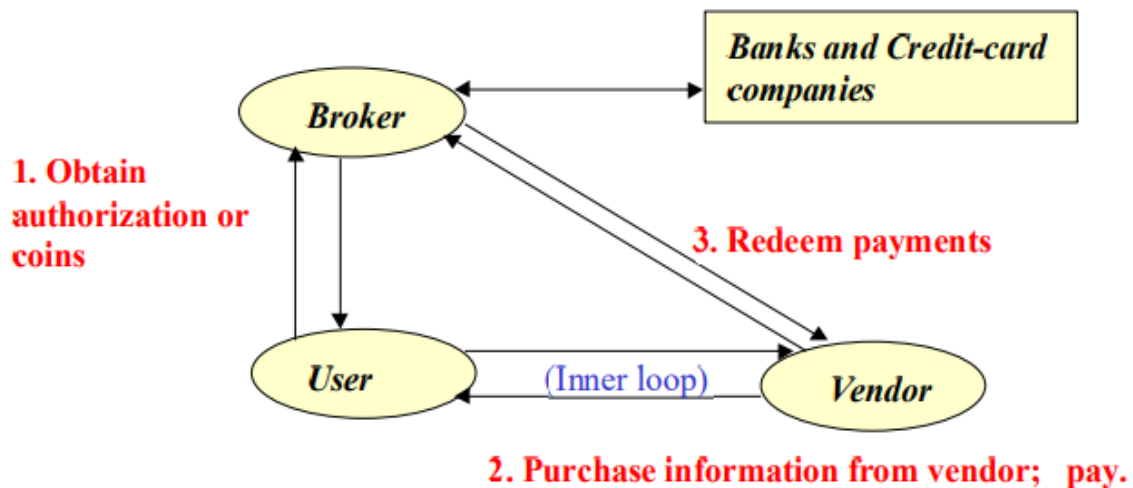 Banks and Credit-card
companies
Broker
1. Obtain
authorization or
coins
3. Redeem payments
User
(Inner loop)
Vendor
2. Purchase information from vendor; pay.